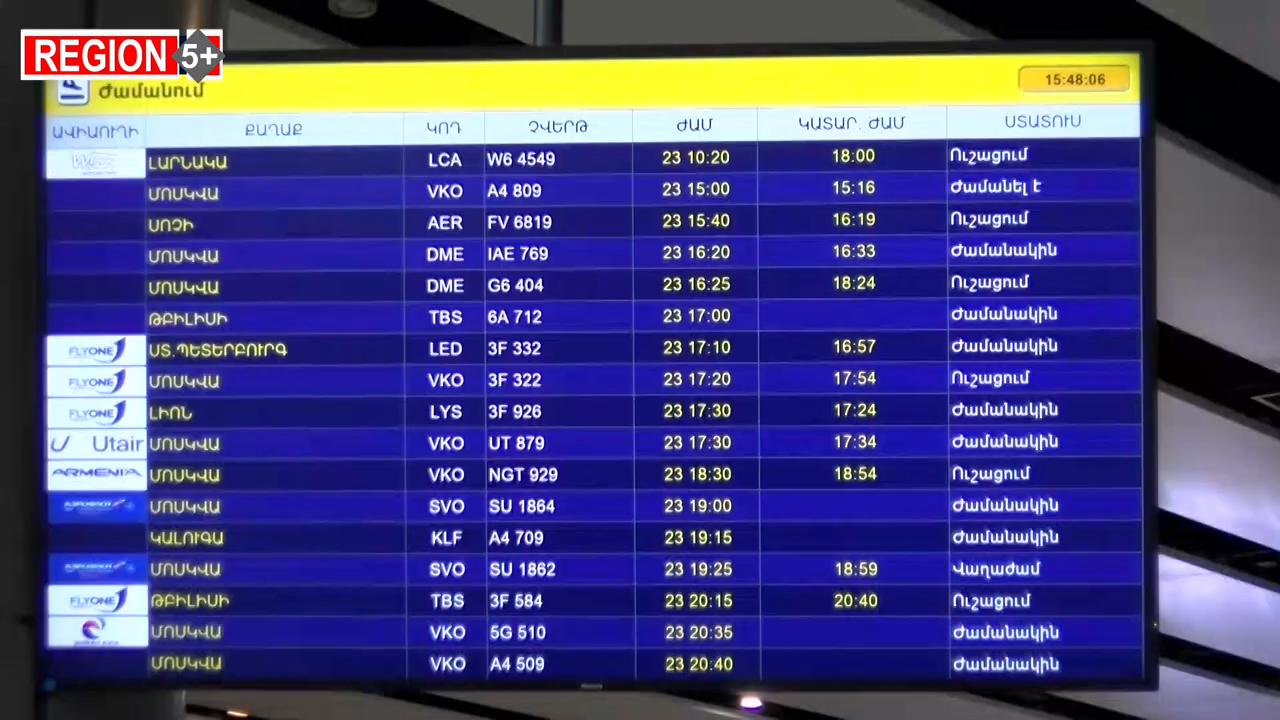 REGION 5+
Ժամանում 15:48:06
ԱՎԻԱՈՒՂԻ ՔԱՂԱՔ ԿՈԴ ՉՎԵՐԹ ԺԱՄ ԿԱՏԱՐ. ԺԱՄ ՍՏԱՏՈՒՍ
ԼԱՐՆԱԿԱ LCA W6 4549 23 10:20 18:00 Ուշացում
ՄՈՍԿՎԱ VKO A4 809 23 15:00 15:16 Ժամանել է
ՍՈՉԻ AER FV 6819 23 15:40 16:19 Ուշացում
ՄՈՍԿՎԱ DME IAE 769 23 16:20 16:33 Ժամանակին
ՄՈՍԿՎԱ DME G6 404 23 16:25 18:24 Ուշացում
ԹԲԻԼԻՍԻ TBS 6A 712 23 17:00 Ժամանակին
FLYONE ՍՏ.ՊԵՏԵՐԲՈՒՐԳ LED 3F 332 23 17:10 16:57 Ժամանակին
FLYONE ՄՈՍԿՎԱ VKO 3F 322 23 17:20 17:54 Ուշացում
FLYONE ԼԻՈՆ LYS 3F 926 23 17:30 17:24 Ժամանակին
Utair ՄՈՍԿՎԱ VKO UT 879 23 17:30 17:34 Ժամանակին
ARMENIA ՄՈՍԿՎԱ VKO NGT 929 23 18:30 18:54 Ուշացում
ՄՈՍԿՎԱ SVO SU 1864 23 19:00 Ժամանակին
ԿԱԼՈՒԳԱ KLF A4 709 23 19:15 Ժամանակին
ՄՈՍԿՎԱ SVO SU 1862 23 19:25 18:59 Վաղաժամ
FLYONE ԹԲԻԼԻՍԻ TBS 3F 584 23 20:15 20:40 Ուշացում
ՄՈՍԿՎԱ VKO 5G 510 23 20:35 Ժամանակին
ՄՈՍԿՎԱ VKO A4 509 23 20:40 Ժամանակին